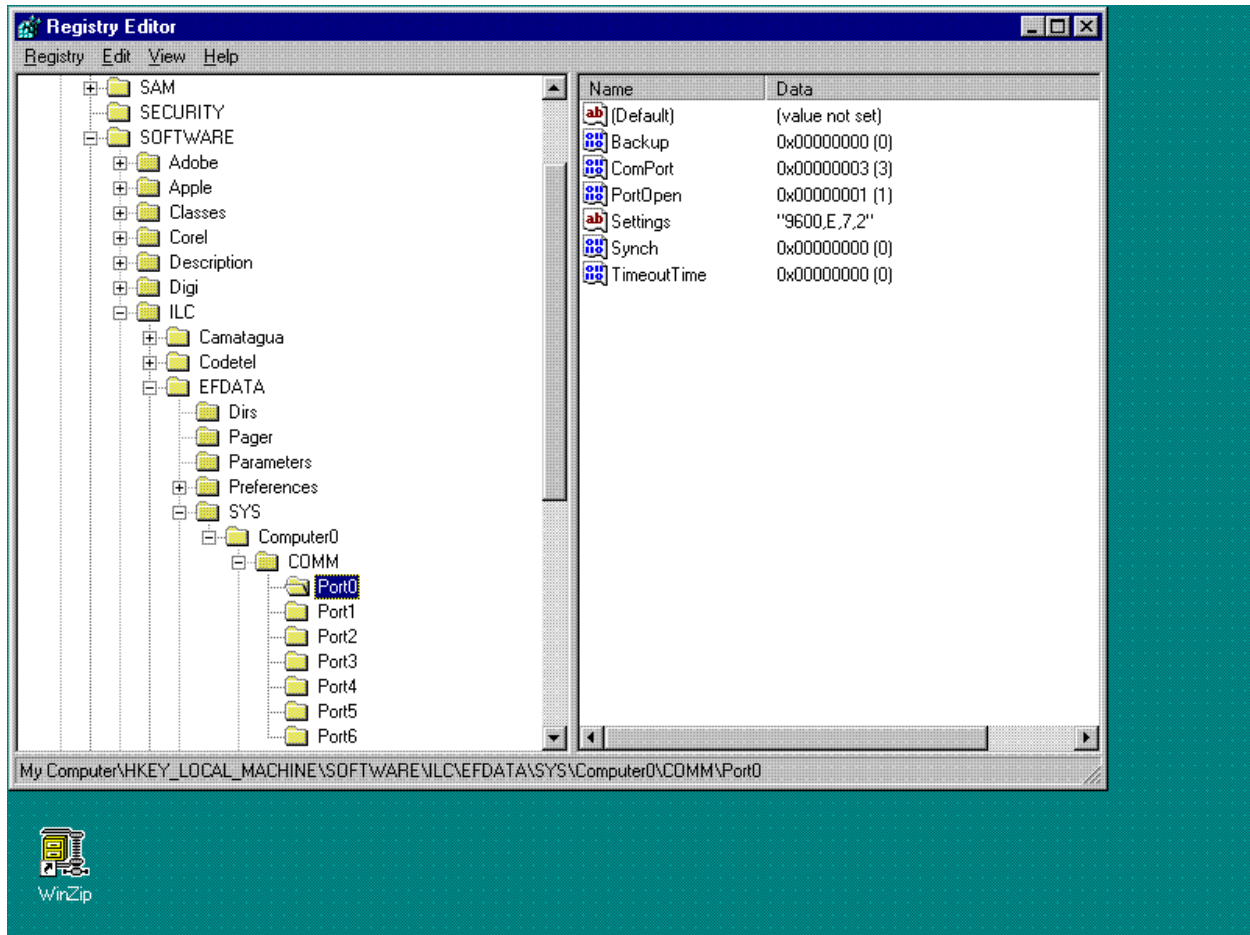 Registry Editor
Registry Edit View Help
SAM
SECURITY
SOFTWARE
Adobe
Apple
Classes
Corel
Description
Digi
ILC
Camatagua
Codetel
EFDATA
Dirs
Pager
Parameters
Preferences
SYS
Computer0
COMM
Port0
Port1
Port2
Port3
Port4
Port5
Port6
Name Data
(Default) (value not set)
Backup 0x00000000 (0)
ComPort 0x00000003 (3)
PortOpen 0x00000001 (1)
Settings "9600,E,7,2"
Synch 0x00000000 (0)
TimeoutTime 0x00000000 (0)
My Computer\HKEY_LOCAL_MACHINE\SOFTWARE\ILC\EFDATA\SYS\Computer0\COMM\Port0
WinZip